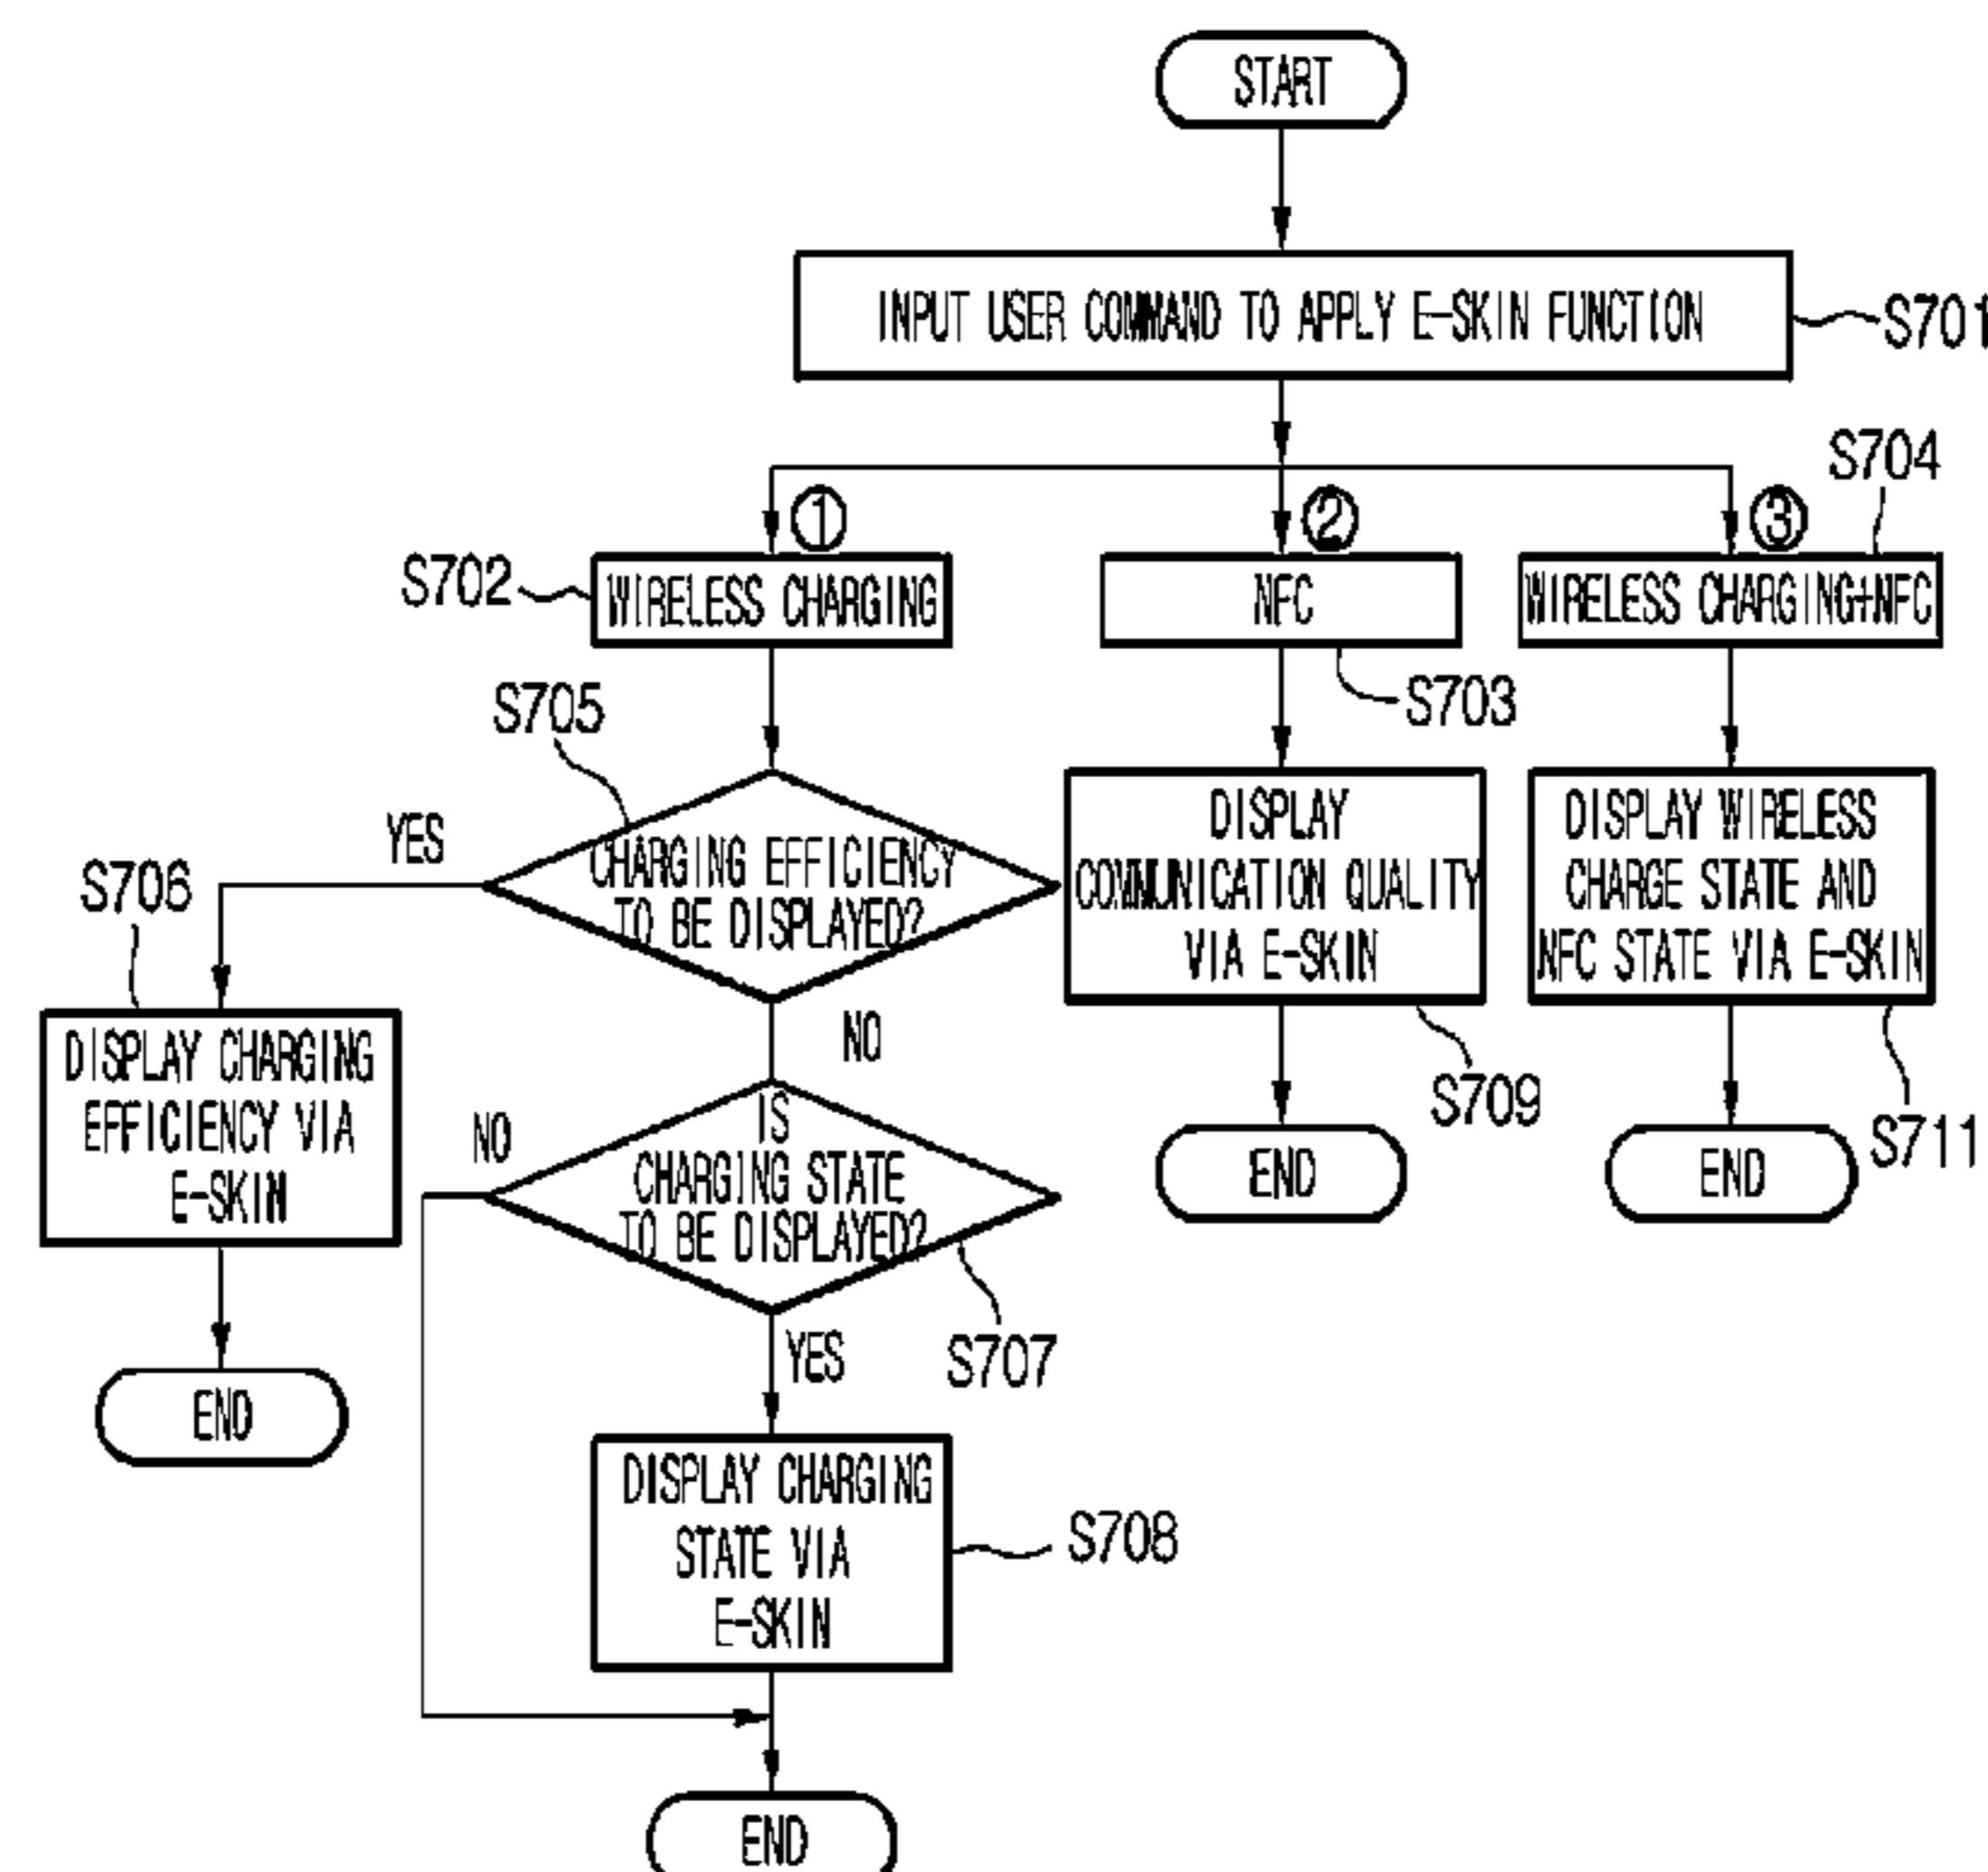 START
INPUT USER COMMAND TO APPLY E-SKIN FUNCTION
S701
S704
①
②
③
S702
WIRELESS CHARGING
NFC
WIRELESS CHARGING+NFC
S703
S705
YES
CHARGING EFFICIENCY
TO BE DISPLAYED?
DISPLAY
COMMUNICATION QUALITY
VIA E-SKIN
DISPLAY WIRELESS
CHARGE STATE AND
NFC STATE VIA E-SKIN
S706
NO
DISPLAY CHARGING
EFFICIENCY VIA
E-SKIN
S709
S711
NO
IS
CHARGING STATE
TO BE DISPLAYED?
END
END
YES
S707
END
DISPLAY CHARGING
STATE VIA
E-SKIN
S708
END